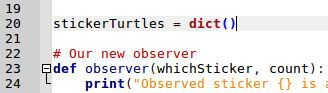 19
20 stickerTurtles = dict()
21
22 # Our new observer
23 def observer(whichSticker, count):
24 print("Observed sticker {} is a